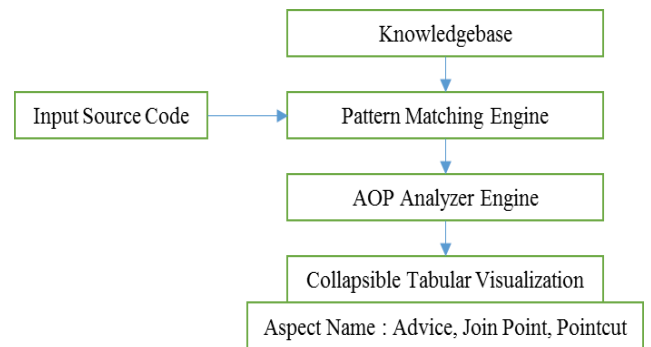 Knowledgebase
Input Source Code
Pattern Matching Engine
AOP Analyzer Engine
Collapsible Tabular Visualization
Aspect Name : Advice, Join Point, Pointcut